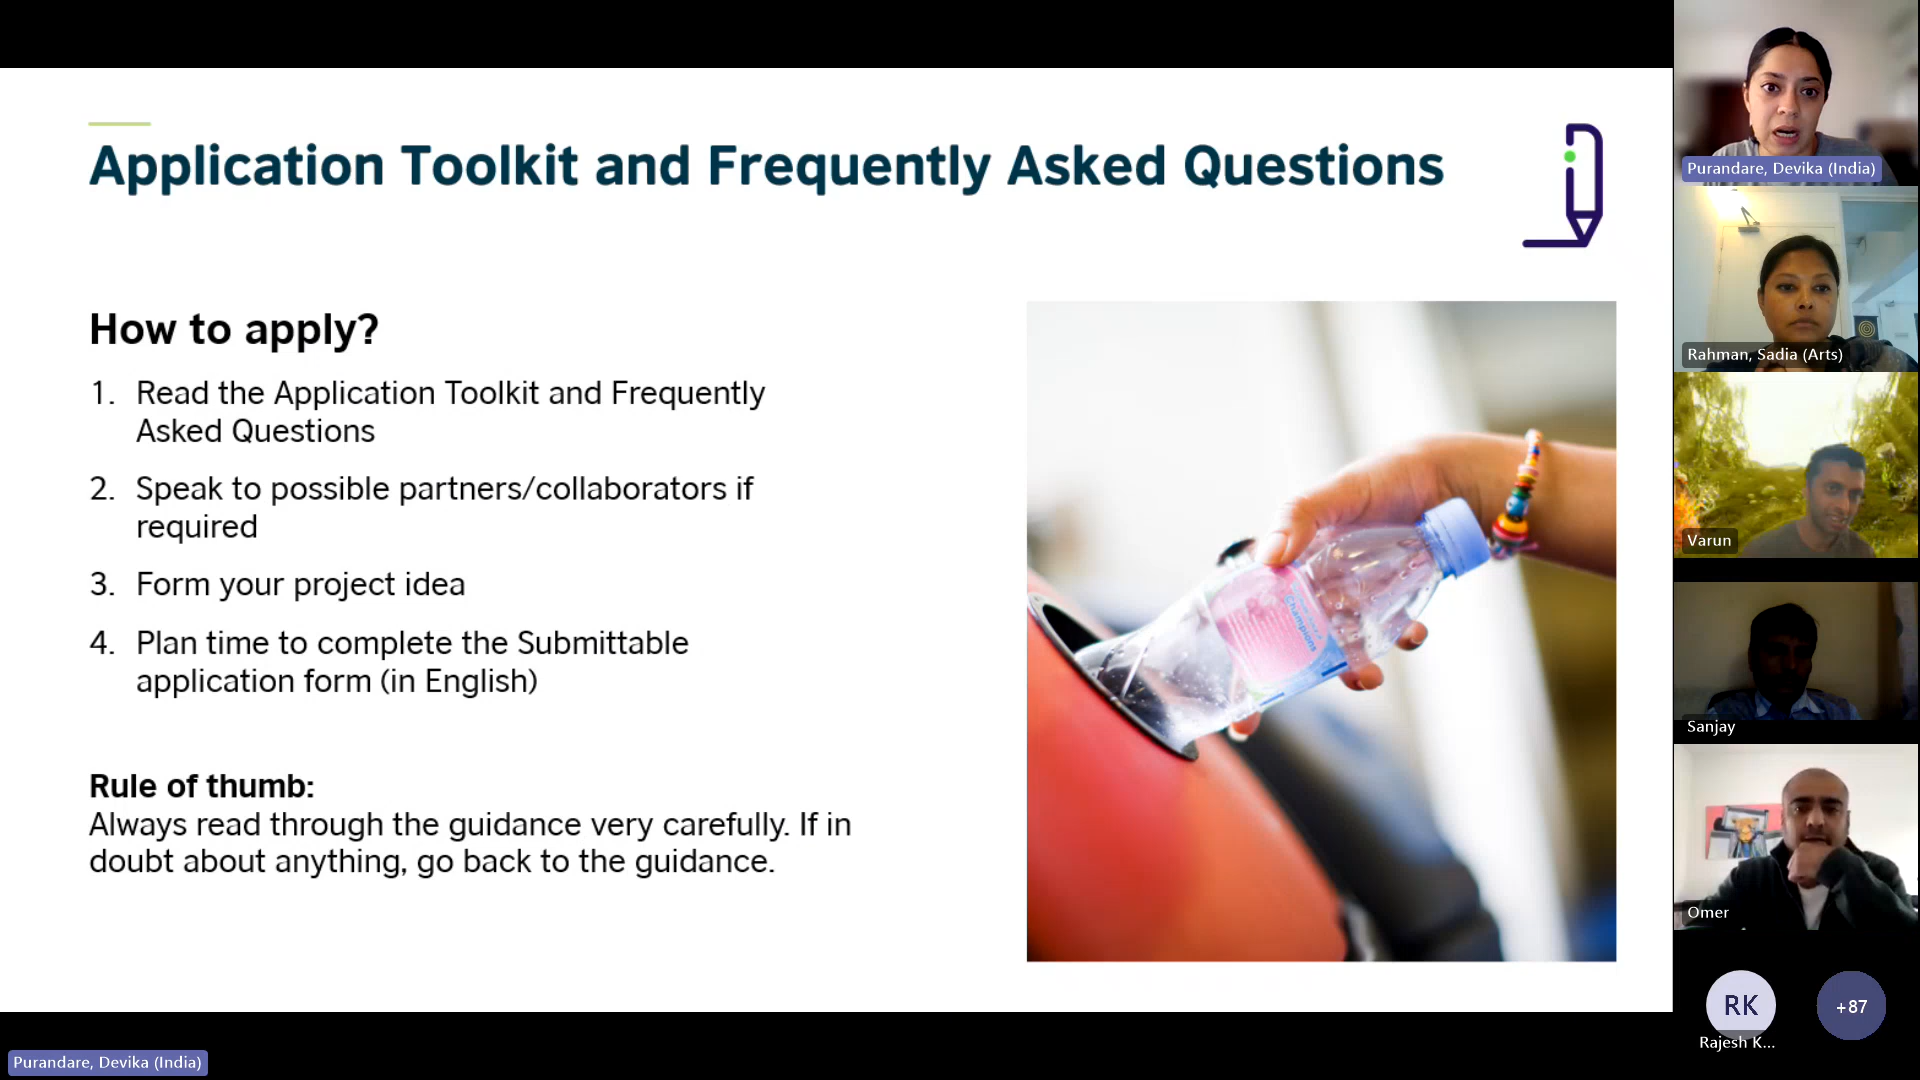 Application Toolkit and Frequently Asked Questions
How to apply?
1. Read the Application Toolkit and Frequently
Asked Questions
2. Speak to possible partners/collaborators if
required
3. Form your project idea
4. Plan time to complete the Submittable
application form (in English)
Rule of thumb:
Always read through the guidance very carefully. If in
doubt about anything, go back to the guidance.
Champions
Purandare, Devika (India)
Rahman, Sadia (Arts)
Varun
Sanjay
Omer
RK
Rajesh K...
+87
Purandare, Devika (India)